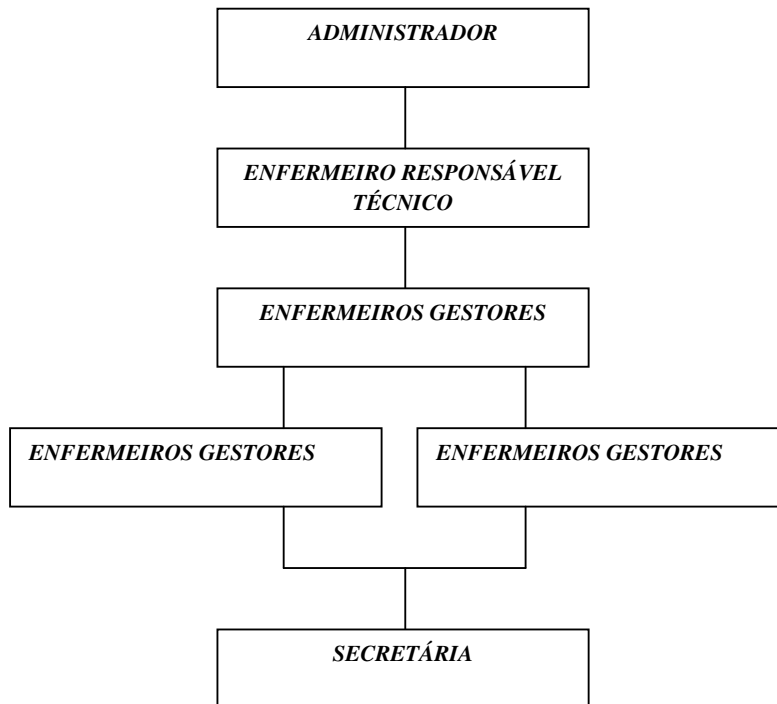 ADMINISTRADOR
ENFERMEIRO RESPONSÁVEL
TÉCNICO
ENFERMEIROS GESTORES
ENFERMEIROS GESTORES
ENFERMEIROS GESTORES
SECRETÁRIA